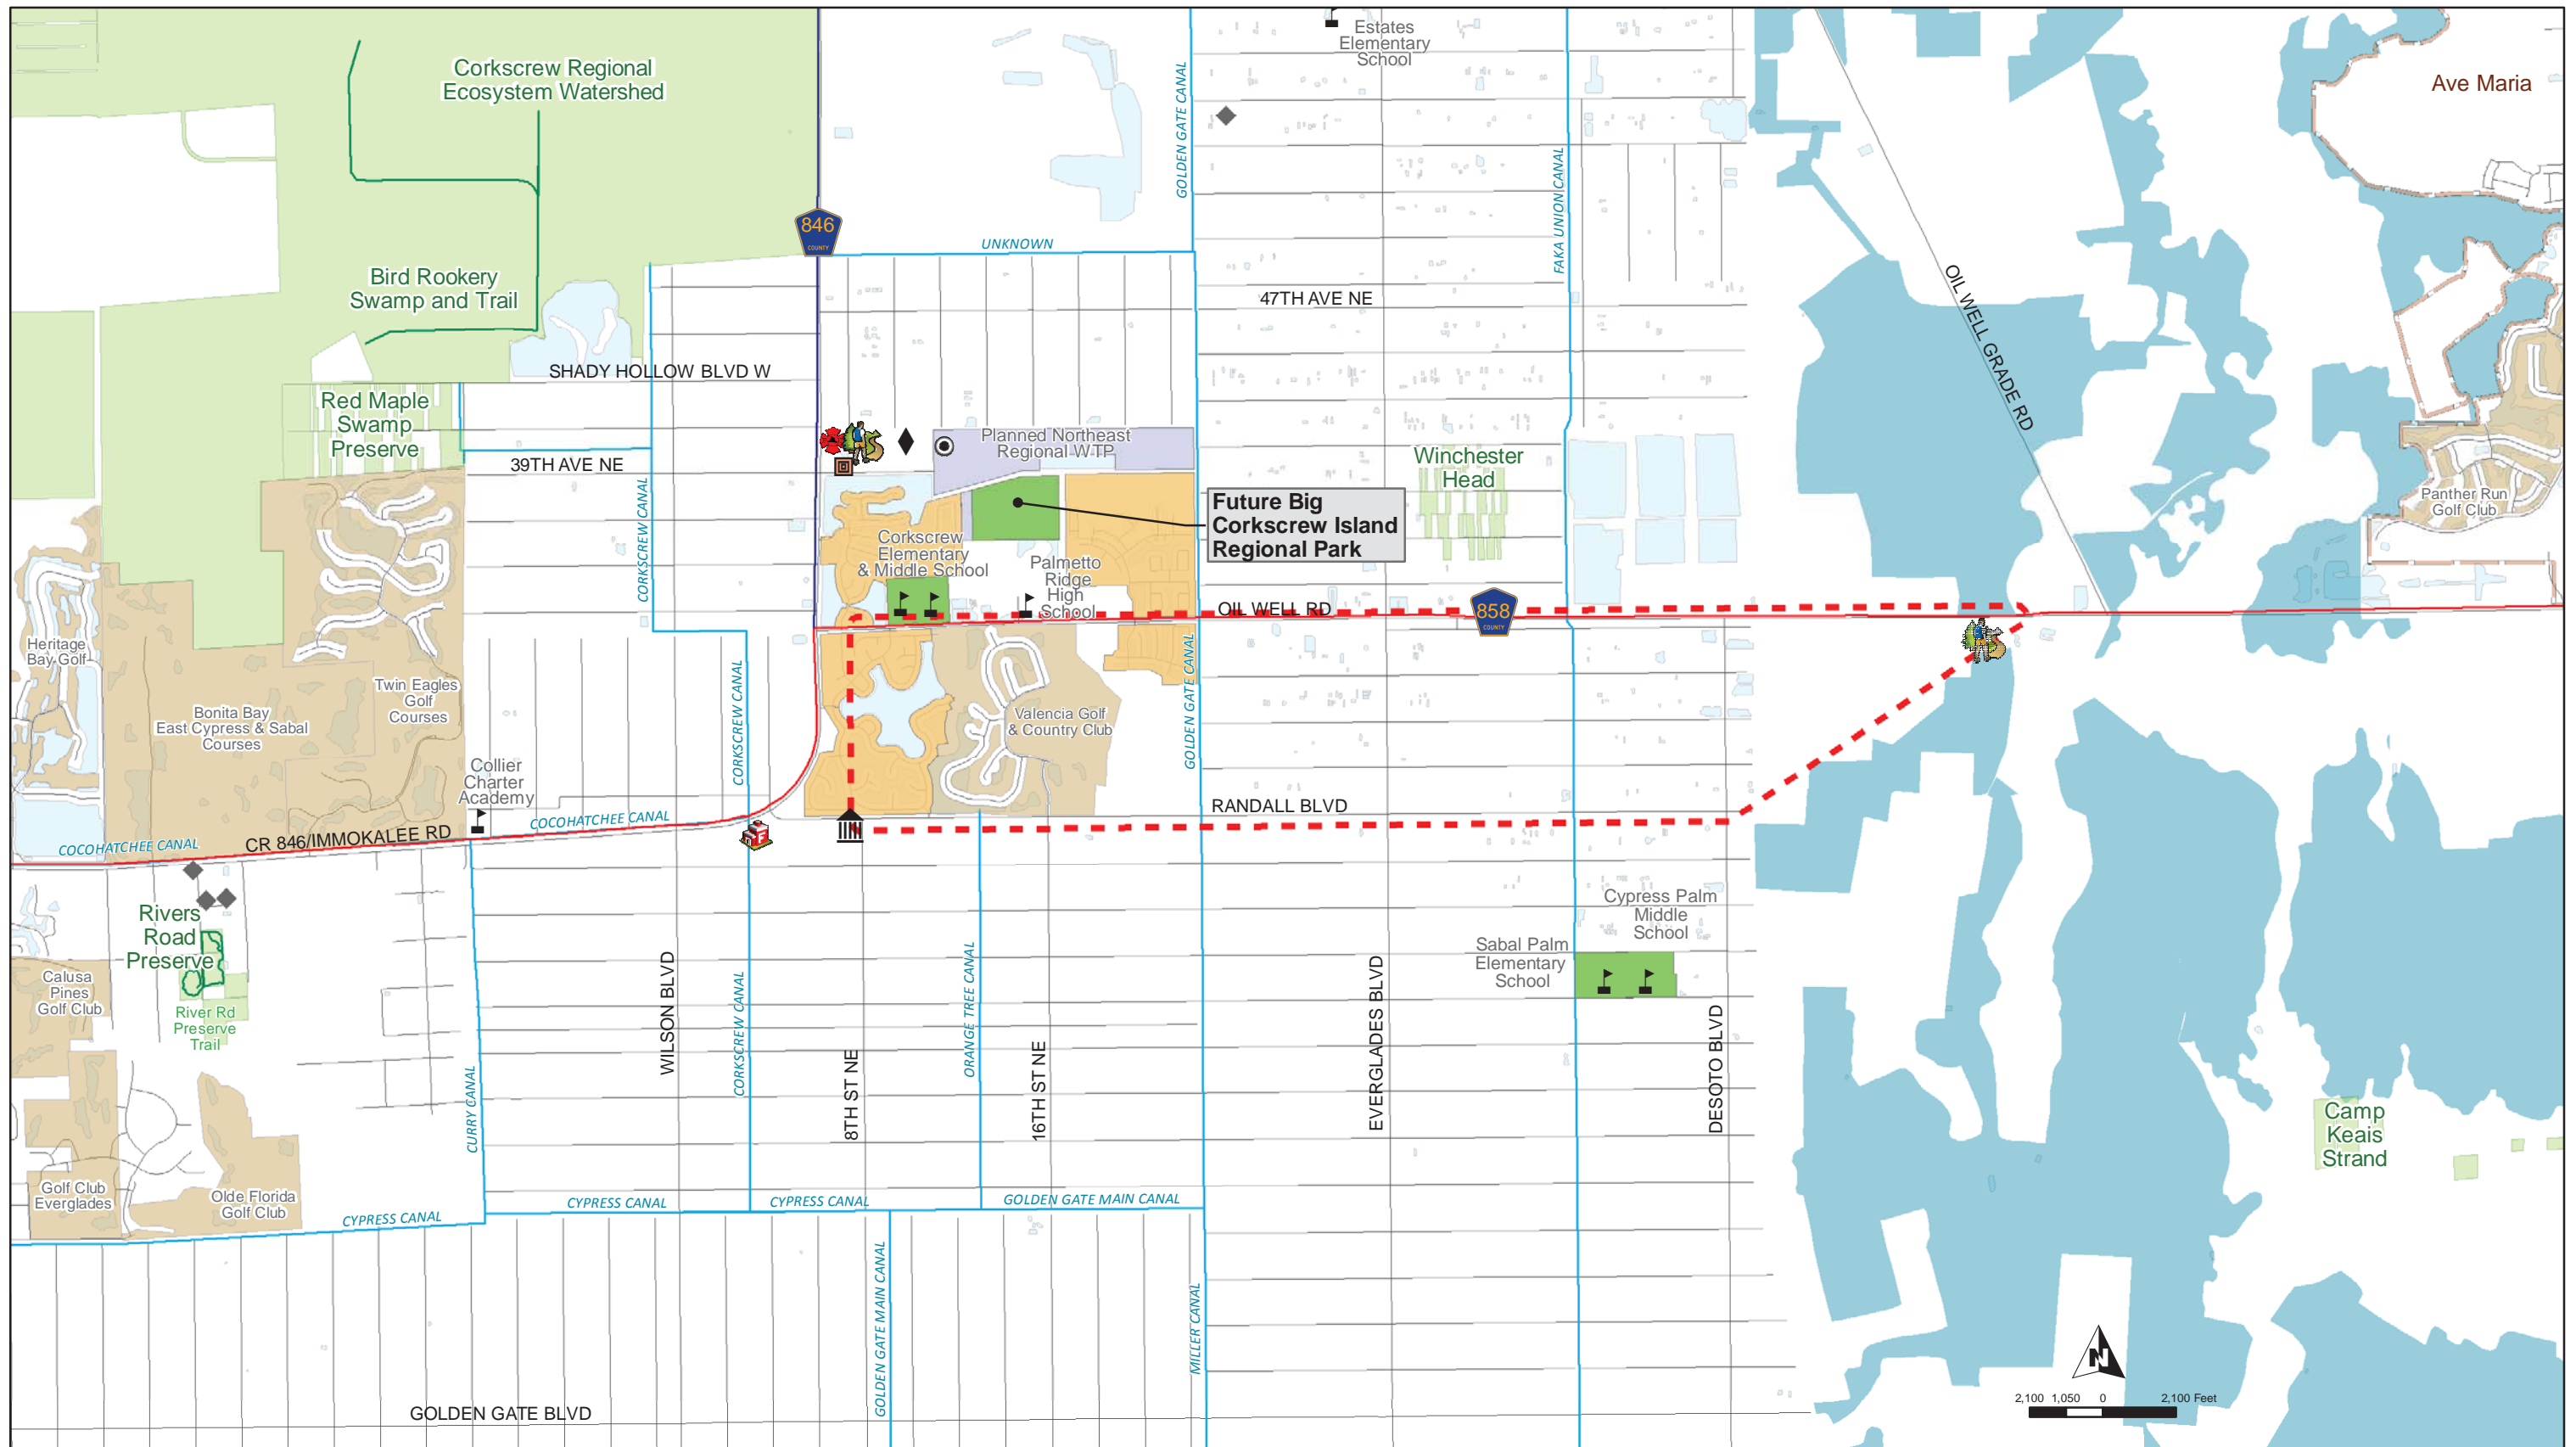 Estates
Elementary
School
Corkscrew Regional
Ecosystem Watershed
Ave Maria
GOLDEN GATE CANAL
FAKA UNION CANAL
846
COUNTY
UNKNOWN
Bird Rookery
Swamp and Trail
47TH AVE NE
OIL WELL GRADE RD
SHADY HOLLOW BLVD W
Red Maple
Swamp
Preserve
Planned Northeast
Regional WTP
39TH AVE NE
Winchester
Head
CORKSCREW CANAL
Future Big
Corkscrew Island
Regional Park
Panther Run
Golf Club
Corkscrew
Elementary
& Middle School
Palmetto
Ridge
High
School
OIL WELL RD
858
COUNTY
Heritage
Bay Golf
Twin Eagles
Golf
Courses
Bonita Bay
East Cypress & Sabal
Courses
CORKSCREW CANAL
Valencia Golf
& Country Club
GOLDEN GATE CANAL
Collier
Charter
Academy
RANDALL BLVD
COCOHATCHEE CANAL
CR 846/IMMOKALEE RD
COCOHATCHEE CANAL
Rivers
Road
Preserve
Cypress Palm
Middle
School
Sabal Palm
Elementary
School
Calusa
Pines
Golf Club
River Rd
Preserve
Trail
WILSON BLVD
CORKSCREW CANAL
8TH ST NE
ORANGE TREE CANAL
16TH ST NE
EVERGLADES BLVD
DESOTO BLVD
CURRY CANAL
Camp
Keais
Strand
Golf Club
Everglades
Olde Florida
Golf Club
CYPRESS CANAL
CYPRESS CANAL
CYPRESS CANAL
GOLDEN GATE MAIN CANAL
GOLDEN GATE MAIN CANAL
MILLER CANAL
N
2,100 1,050 0 2,100 Feet
GOLDEN GATE BLVD